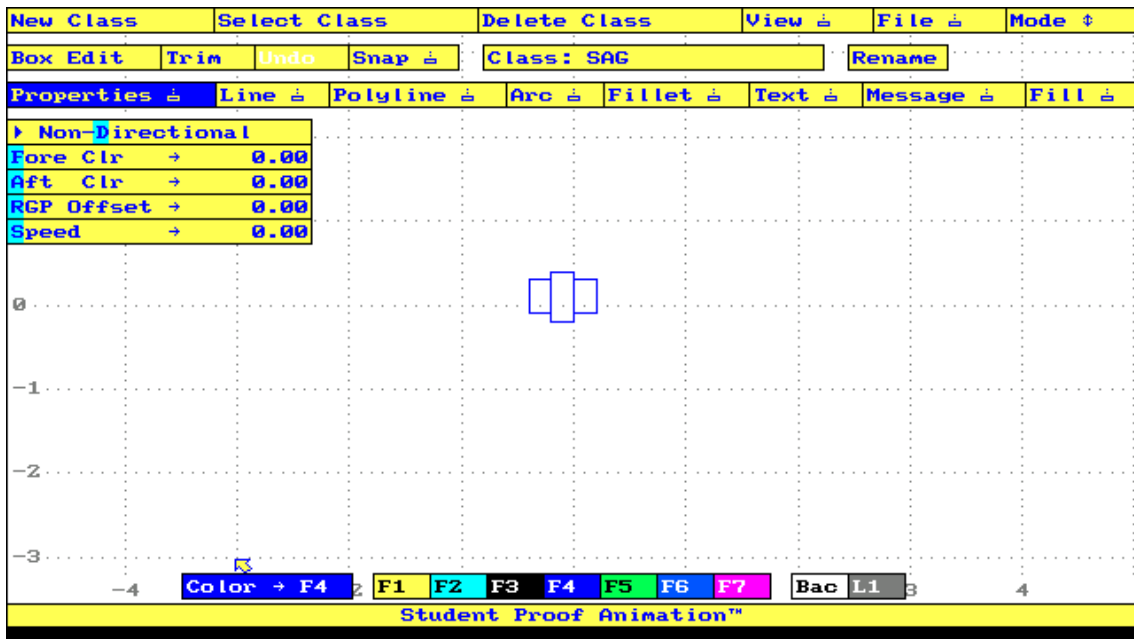 New Class Select Class Delete Class View File Mode
Box Edit Trim Undo Snap Class: SAG Rename
Properties Line Polyline Arc Fillet Text Message Fill
Non-Directional
Fore Clr → 0.00
Aft Clr → 0.00
RGP Offset → 0.00
Speed → 0.00
0
-1
-2
-3
-4 Color → F4 2 F1 F2 F3 F4 F5 F6 F7 Bac L1 3 4
Student Proof Animation™